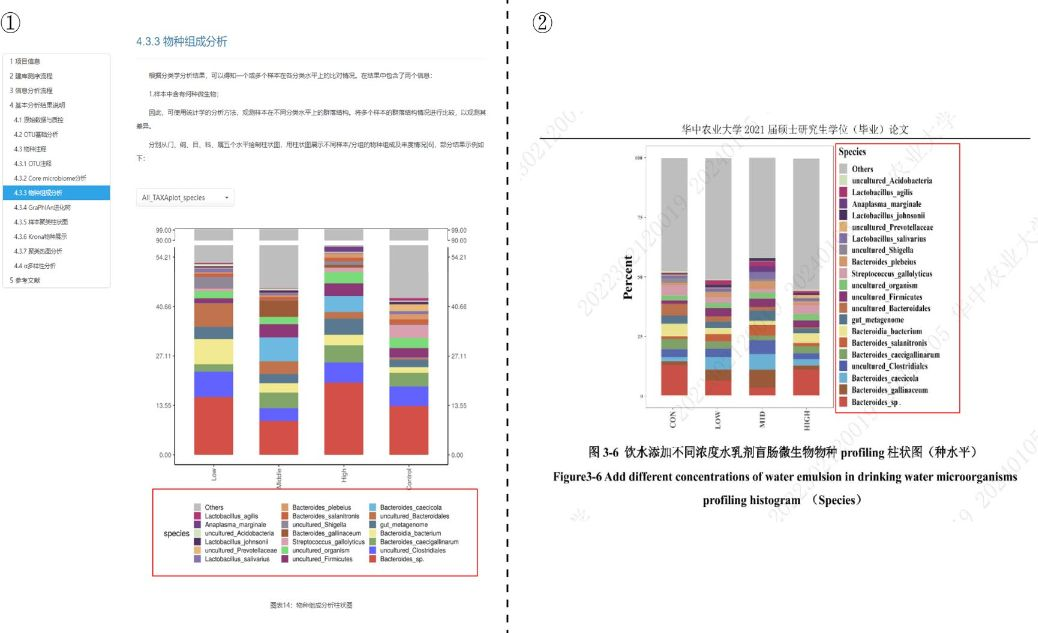 ①
1 项目信息
2 建库测序流程
3 信息分析流程
4 基本分析结果说明
4.1 原始数据与质控
4.2 OTU基础分析
4.3 物种注释
4.3.1 OTU注释
4.3.2 Core microbiome分析
4.3.3 物种组成分析
4.3.4 GraPhlAn进化树
4.3.5 样本聚类柱状图
4.3.6 Krona物种展示
4.3.7 聚类热图分析
4.4 α多样性分析
5 参考文献
4.3.3 物种组成分析
根据分类学分析结果，可以得知一个或多个样本在各分类水平上的比对情况。在结果中包含了两个信息：
1.样本中含有何种微生物；
因此，可使用统计学的分析方法，观测样本在不同分类水平上的群落结构。将多个样本的群落结构情况进行比较，以观测其
差异。
分别从门、纲、目、科、属五个水平绘制柱状图，用柱状图展示不同样本/分组的物种组成及丰度情况[6]，部分结果示例如
下：
All_TAXAplot_species
99.00 99.00
90.00 90.00
54.21 54.21
40.66 40.66
27.11 27.11
13.55 13.55
0.00 0.00
Low Middle High Control
species
Others Bacteroides_plebeius Bacteroides_caecicola
Lactobacillus_agilis Bacteroides_salanitronis uncultured_Bacteroidales
Anaplasma_marginale uncultured_Shigella gut_metagenome
uncultured_Acidobacteria Bacteroides_gallinaceum Bacteroidia_bacterium
Lactobacillus_johnsonii Streptococcus_gallolyticus Bacteroides_caecigallinarum
uncultured_Prevotellaceae uncultured_organism uncultured_Clostridiales
Lactobacillus_salivarius uncultured_Firmicutes Bacteroides_sp.
图表14：物种组成分析柱状图
②
华中农业大学 2021 届硕士研究生学位（毕业）论文
Percent
100
75
50
25
0
CON LOW MID HIGH
Species
Others
uncultured_Acidobacteria
Lactobacillus_agilis
Anaplasma_marginale
Lactobacillus_johnsonii
uncultured_Prevotellaceae
Lactobacillus_salivarius
uncultured_Shigella
Bacteroides_plebeius
Streptococcus_gallolyticus
uncultured_organism
uncultured_Firmicutes
uncultured_Bacteroidales
gut_metagenome
Bacteroidia_bacterium
Bacteroides_salanitronis
Bacteroides_caecigallinarum
uncultured_Clostridiales
Bacteroides_caecicola
Bacteroides_gallinaceum
Bacteroides_sp.
图 3-6 饮水添加不同浓度水乳剂盲肠微生物物种 profiling 柱状图（种水平）
Figure3-6 Add different concentrations of water emulsion in drinking water microorganisms
profiling histogram （Species）